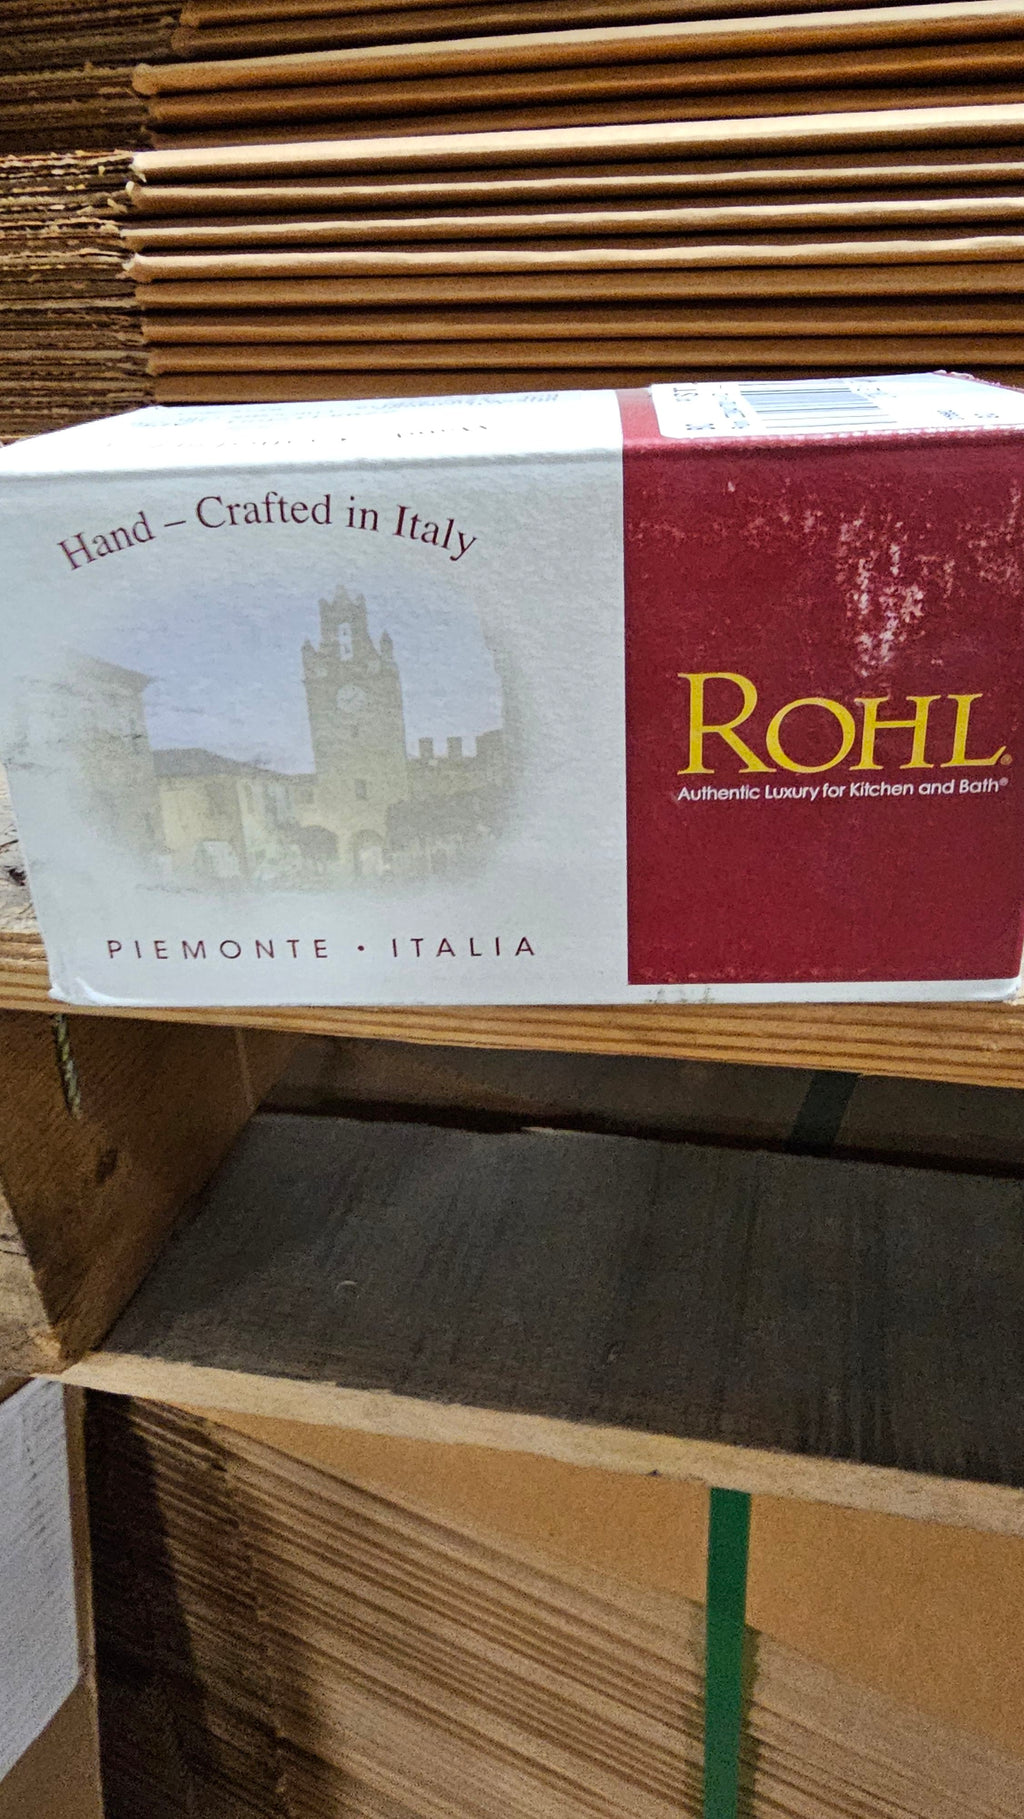 Hand – Crafted in Italy
PIEMONTE • ITALIA
ROHL®
Authentic Luxury for Kitchen and Bath®